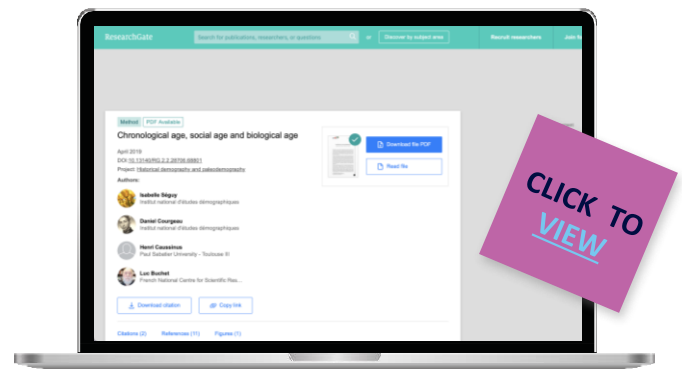 ResearchGate
Search for publications, researchers, or questions
or
Discover by subject area
Recruit researchers
Method
PDF Available
Chronological age, social age and biological age
April 2019
Project: Historical demography and paleodemography
Authors:
Isabelle Séguy
Institut national d'études démographiques
Daniel Courgeau
Institut national d'études démographiques
Henri Caussinus
Paul Sabatier University - Toulouse III
Luc Buchet
French National Centre for Scientific Res...
Download citation
Copy link
Citations (2)
References (11)
Figures (1)
Download file PDF
Read file
CLICK TO
VIEW